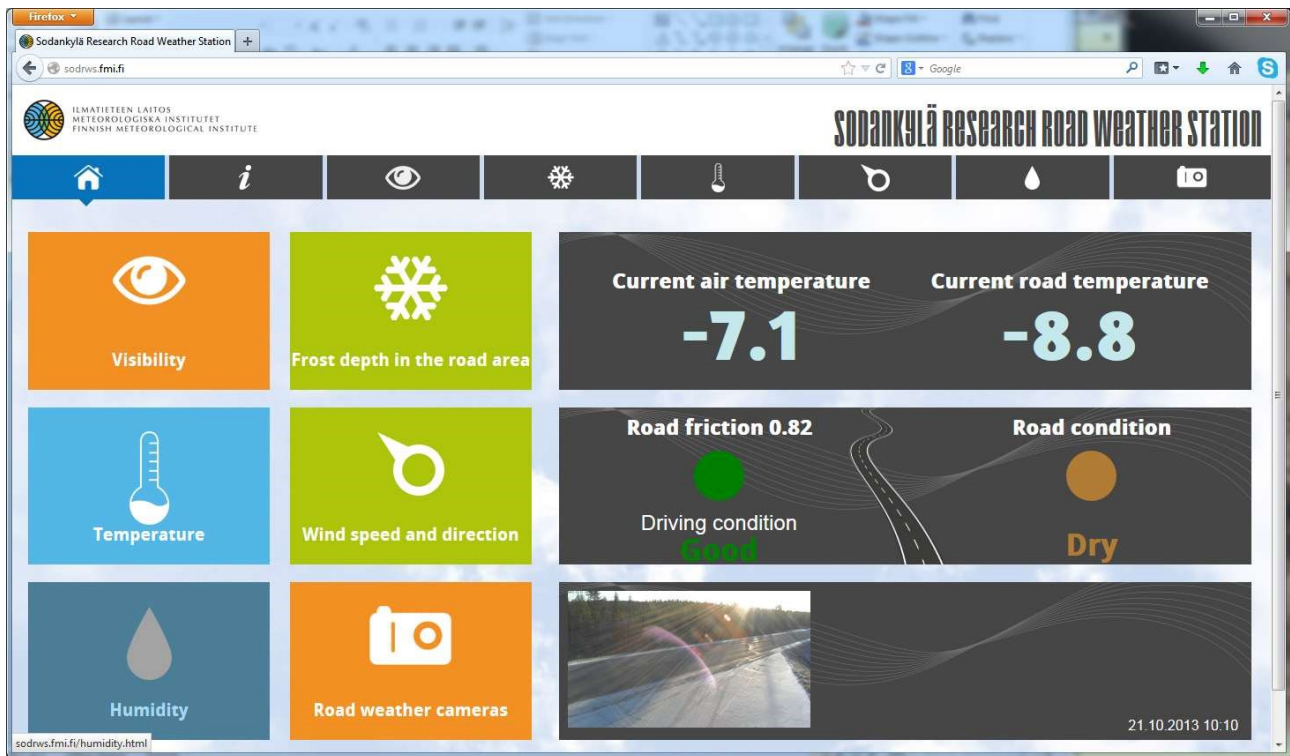 Firefox
Sodankylä Research Road Weather Station
sodrws.fmi.fi
Google
ILMATIETEEN LAITOS
METEOROLOGISKA INSTITUTET
FINNISH METEOROLOGICAL INSTITUTE
SODANKYLÄ RESEARCH ROAD WEATHER STATION
Visibility
Frost depth in the road area
Current air temperature
Current road temperature
-7.1
-8.8
Temperature
Wind speed and direction
Road friction 0.82
Driving condition
Good
Road condition
Dry
Humidity
Road weather cameras
21.10.2013 10:10
sodrws.fmi.fi/humidity.html